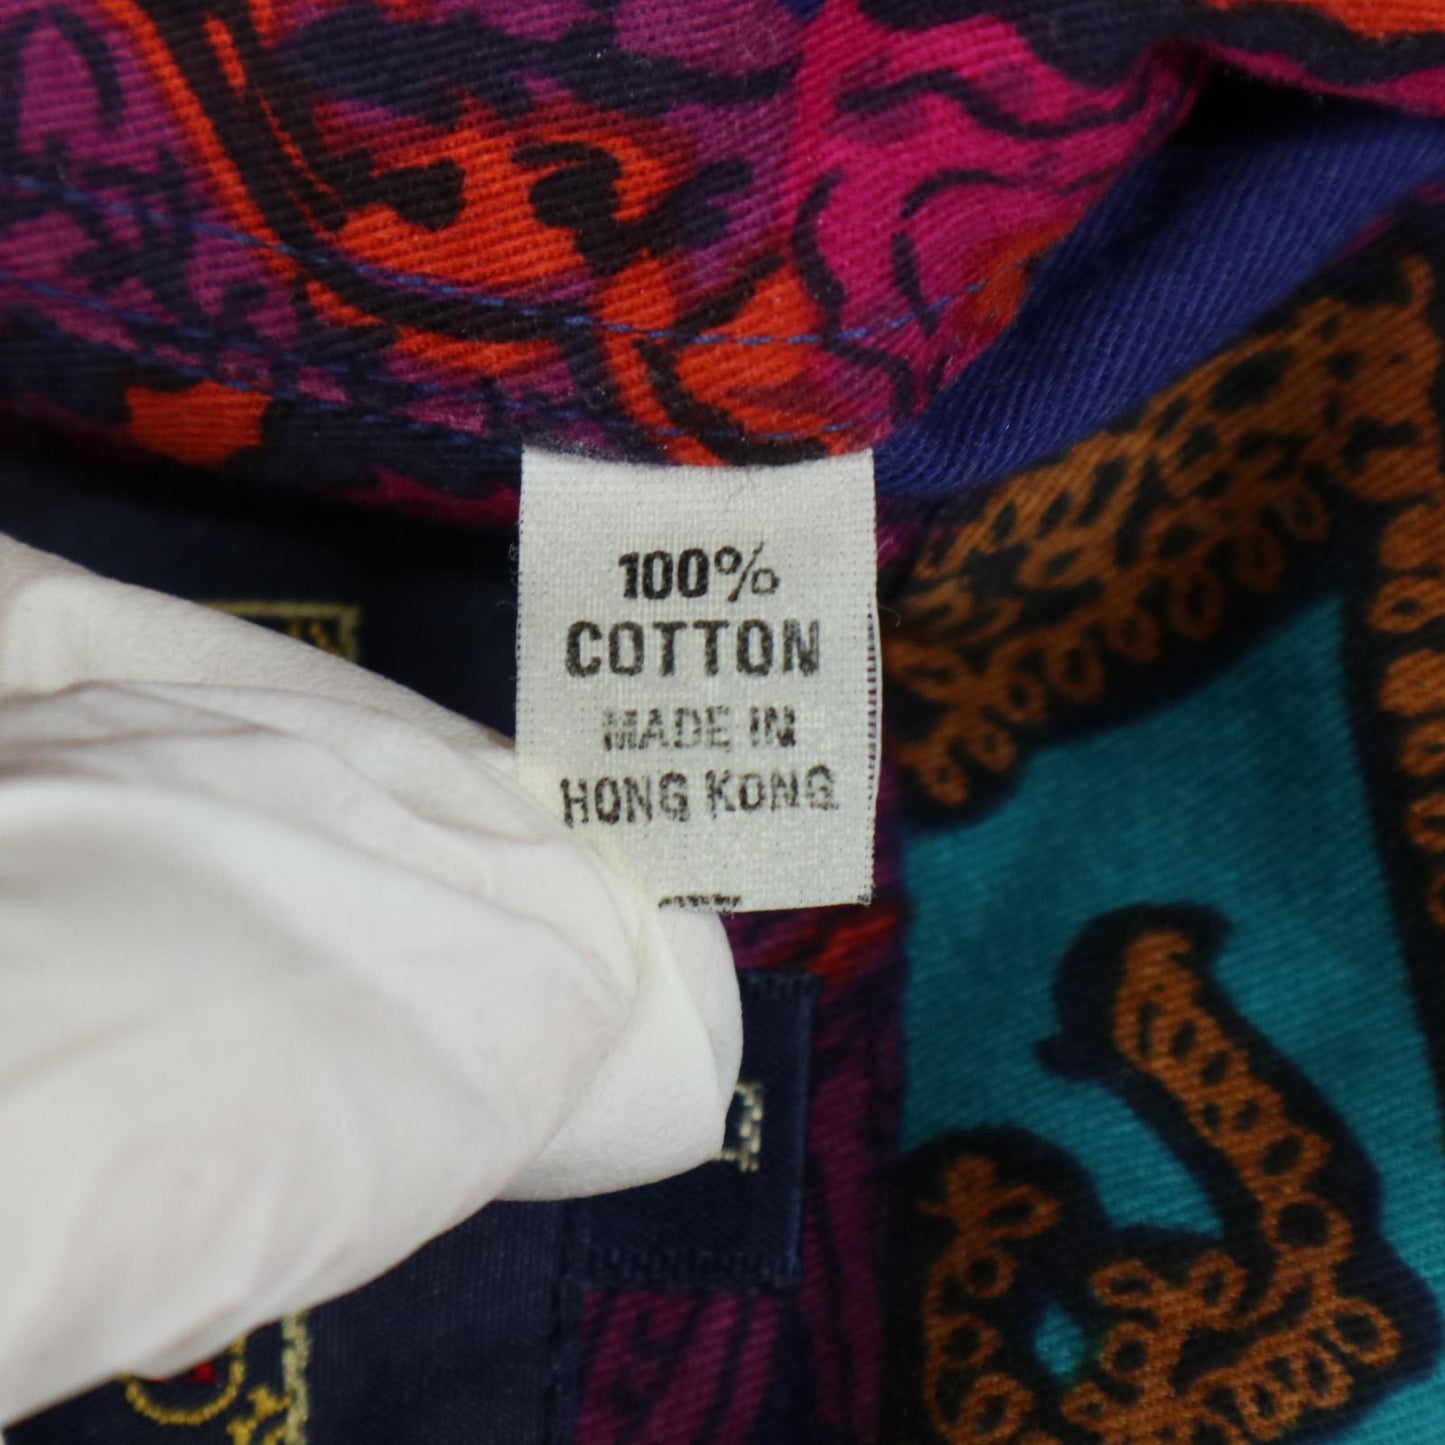 100%
COTTON
MADE IN
HONG KONG